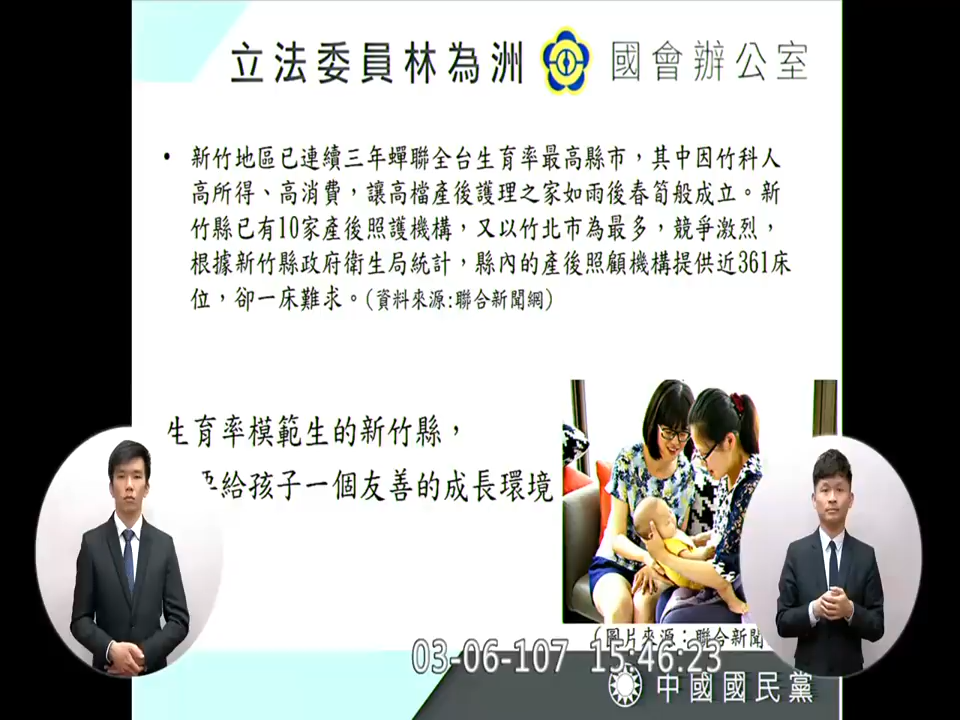 立法委員林為洲 國會辦公室
• 新竹地區已連續三年蟬聯全台生育率最高縣市，其中因竹科人
高所得、高消費，讓高檔產後護理之家如雨後春筍般成立。新
竹縣已有10家產後照護機構，又以竹北市為最多，競爭激烈，
根據新竹縣政府衛生局統計，縣內的產後照顧機構提供近361床
位，卻一床難求。(資料來源:聯合新聞網)
生育率模範生的新竹縣，
給孩子一個友善的成長環境
(圖片來源：聯合新聞
03-06-107 15:46:23
中國國民黨